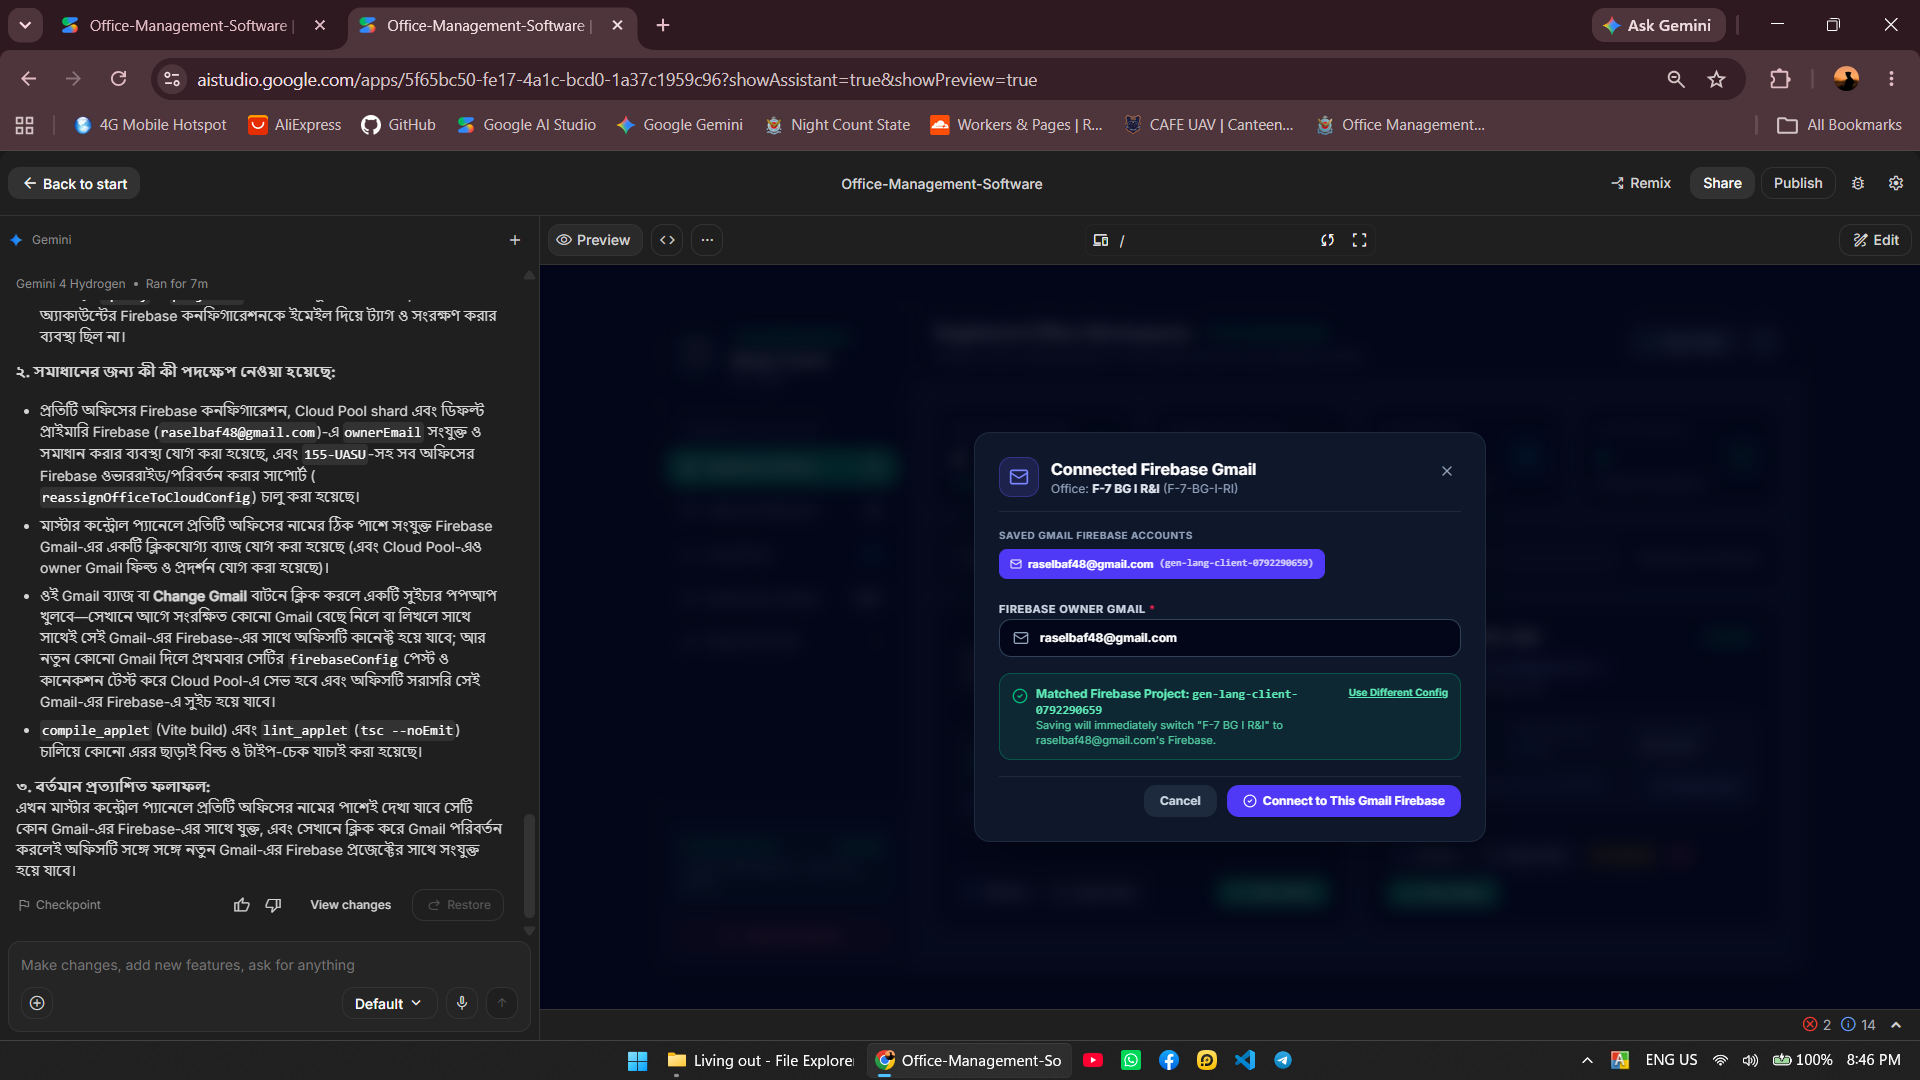 Office-Management-Software |
Office-Management-Software |
Ask Gemini
aistudio.google.com/apps/5f65bc50-fe17-4a1c-bcd0-1a37c1959c96?showAssistant=true&showPreview=true
4G Mobile Hotspot
AliExpress
GitHub
Google AI Studio
Google Gemini
Night Count State
Workers & Pages | R...
CAFE UAV | Canteen...
Office Management...
All Bookmarks
Back to start
Office-Management-Software
Remix
Share
Publish
Gemini
Preview
/
Edit
Gemini 4 Hydrogen • Ran for 7m
অ্যাকাউন্টের Firebase কনফিগারেশনকে ইমেইল দিয়ে ট্যাগ ও সংরক্ষণ করার
ব্যবস্থা ছিল না।
২. সমাধানের জন্য কী কী পদক্ষেপ নেওয়া হয়েছে:
• প্রতিটি অফিসের Firebase কনফিগারেশন, Cloud Pool shard এবং ডিফল্ট
প্রাইমারি Firebase (raselbaf48@gmail.com)-এ ownerEmail সংযুক্ত ও
সমাধান করার ব্যবস্থা যোগ করা হয়েছে, এবং 155-UASU-সহ সব অফিসের
Firebase ওভাররাইড/পরিবর্তন করার সাপোর্ট (
reassignOfficeToCloudConfig) চালু করা হয়েছে।
• মাস্টার কন্ট্রোল প্যানেলে প্রতিটি অফিসের নামের ঠিক পাশে সংযুক্ত Firebase
Gmail-এর একটি ক্লিকযোগ্য ব্যাজ যোগ করা হয়েছে (এবং Cloud Pool-এও
owner Gmail ফিল্ড ও প্রদর্শন যোগ করা হয়েছে)।
• ওই Gmail ব্যাজ বা Change Gmail বাটনে ক্লিক করলে একটি সুইচার পপআপ
খুলবে—সেখানে আগে সংরক্ষিত কোনো Gmail বেছে নিলে বা লিখলে সাথে
সাথেই সেই Gmail-এর Firebase-এর সাথে অফিসটি কানেক্ট হয়ে যাবে; আর
নতুন কোনো Gmail দিলে প্রথমবার সেটির firebaseConfig পেস্ট ও
কানেকশন টেস্ট করে Cloud Pool-এ সেভ হবে এবং অফিসটি সরাসরি সেই
Gmail-এর Firebase-এ সুইচ হয়ে যাবে।
• compile_applet (Vite build) এবং lint_applet (tsc --noEmit)
চালিয়ে কোনো এরর ছাড়াই বিল্ড ও টাইপ-চেক যাচাই করা হয়েছে।
৩. বর্তমান প্রত্যাশিত ফলাফল:
এখন মাস্টার কন্ট্রোল প্যানেলে প্রতিটি অফিসের নামের পাশেই দেখা যাবে সেটি
কোন Gmail-এর Firebase-এর সাথে যুক্ত, এবং সেখানে ক্লিক করে Gmail পরিবর্তন
করলেই অফিসটি সঙ্গে সঙ্গে নতুন Gmail-এর Firebase প্রজেক্টের সাথে সংযুক্ত
হয়ে যাবে।
Checkpoint
View changes
Restore
Make changes, add new features, ask for anything
Default
Connected Firebase Gmail
Office: F-7 BG I R&I (F-7-BG-I-RI)
SAVED GMAIL FIREBASE ACCOUNTS
raselbaf48@gmail.com (gen-lang-client-0792290659)
FIREBASE OWNER GMAIL *
raselbaf48@gmail.com
Matched Firebase Project: gen-lang-client-
0792290659
Use Different Config
Saving will immediately switch "F-7 BG I R&I" to
raselbaf48@gmail.com's Firebase.
Cancel
Connect to This Gmail Firebase
2
14
Living out - File Explorer
Office-Management-So
ENG US
100%
8:46 PM